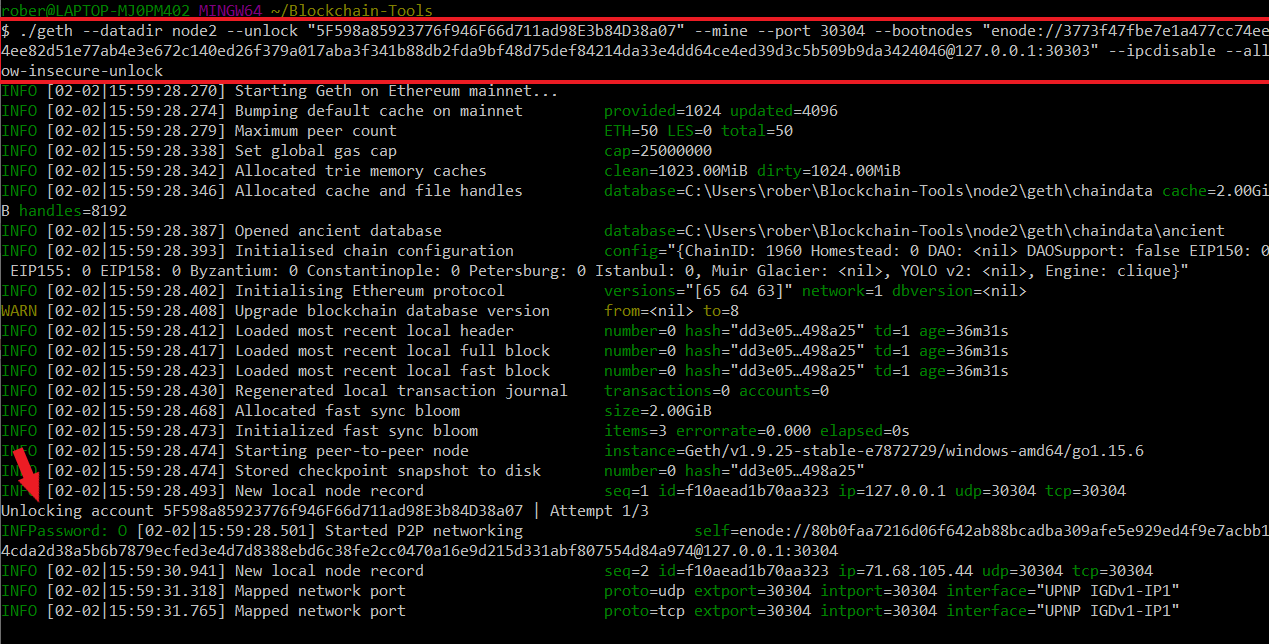 rober@LAPTOP-MJ0PM402 MINGW64 ~/Blockchain-Tools
$ ./geth --datadir node2 --unlock "5F598a85923776f946F66d711ad98E3b84D38a07" --mine --port 30304 --bootnodes "enode://3773f47fbe7e1a477cc74ee
4ee82d51e77ab4e3e672c140ed26f379a017aba3f341b88db2fda9bf48d75def84214da33e4dd64ce4ed39d3c5b509b9da3424046@127.0.0.1:30303" --ipcdisable --all
ow-insecure-unlock
INFO [02-02|15:59:28.270] Starting Geth on Ethereum mainnet...
INFO [02-02|15:59:28.274] Bumping default cache on mainnet provided=1024 updated=4096
INFO [02-02|15:59:28.279] Maximum peer count ETH=50 LES=0 total=50
INFO [02-02|15:59:28.338] Set global gas cap cap=25000000
INFO [02-02|15:59:28.342] Allocated trie memory caches clean=1023.00MiB dirty=1024.00MiB
INFO [02-02|15:59:28.346] Allocated cache and file handles database=C:\Users\rober\Blockchain-Tools\node2\geth\chaindata cache=2.00Gi
B handles=8192
INFO [02-02|15:59:28.387] Opened ancient database database=C:\Users\rober\Blockchain-Tools\node2\geth\chaindata\ancient
INFO [02-02|15:59:28.393] Initialised chain configuration config="{ChainID: 1960 Homestead: 0 DAO: <nil> DAOSupport: false EIP150: 0
EIP155: 0 EIP158: 0 Byzantium: 0 Constantinople: 0 Petersburg: 0 Istanbul: 0, Muir Glacier: <nil>, YOLO v2: <nil>, Engine: clique}"
INFO [02-02|15:59:28.402] Initialising Ethereum protocol versions="[65 64 63]" network=1 dbversion=<nil>
WARN [02-02|15:59:28.408] Upgrade blockchain database version from=<nil> to=8
INFO [02-02|15:59:28.412] Loaded most recent local header number=0 hash="dd3e05…498a25" td=1 age=36m31s
INFO [02-02|15:59:28.417] Loaded most recent local full block number=0 hash="dd3e05…498a25" td=1 age=36m31s
INFO [02-02|15:59:28.423] Loaded most recent local fast block number=0 hash="dd3e05…498a25" td=1 age=36m31s
INFO [02-02|15:59:28.430] Regenerated local transaction journal transactions=0 accounts=0
INFO [02-02|15:59:28.468] Allocated fast sync bloom size=2.00GiB
INFO [02-02|15:59:28.473] Initialized fast sync bloom items=3 errorrate=0.000 elapsed=0s
INFO [02-02|15:59:28.474] Starting peer-to-peer node instance=Geth/v1.9.25-stable-e7872729/windows-amd64/go1.15.6
INFO [02-02|15:59:28.474] Stored checkpoint snapshot to disk number=0 hash="dd3e05…498a25"
INFO [02-02|15:59:28.493] New local node record seq=1 id=f10aead1b70aa323 ip=127.0.0.1 udp=30304 tcp=30304
Unlocking account 5F598a85923776f946F66d711ad98E3b84D38a07 | Attempt 1/3
INFPassword: O [02-02|15:59:28.501] Started P2P networking self=enode://80b0faa7216d06f642ab88bcadba309afe5e929ed4f9e7acbb1
4cda2d38a5b6b7879ecfed3e4d7d8388ebd6c38fe2cc0470a16e9d215d331abf807554d84a974@127.0.0.1:30304
INFO [02-02|15:59:30.941] New local node record seq=2 id=f10aead1b70aa323 ip=71.68.105.44 udp=30304 tcp=30304
INFO [02-02|15:59:31.318] Mapped network port proto=udp extport=30304 intport=30304 interface="UPNP IGDv1-IP1"
INFO [02-02|15:59:31.765] Mapped network port proto=tcp extport=30304 intport=30304 interface="UPNP IGDv1-IP1"